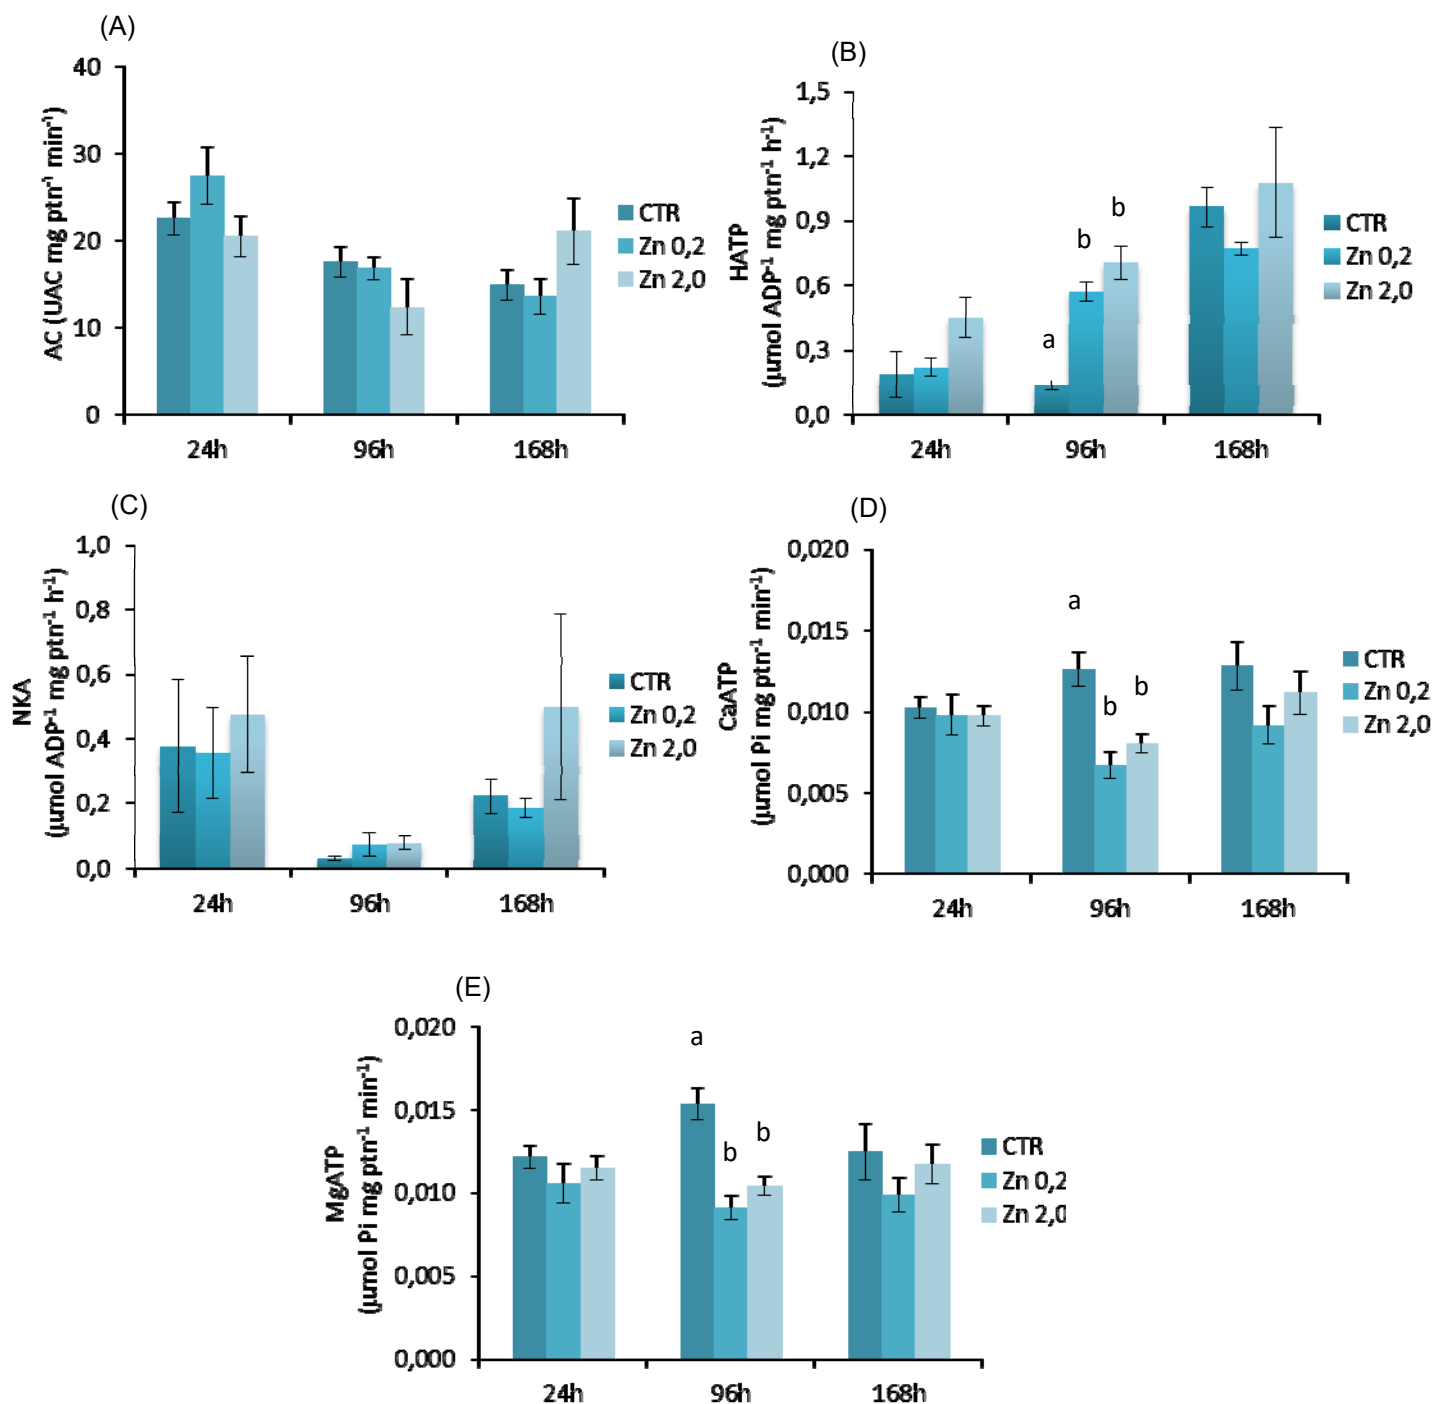 (A)
AC (UAC mg ptn⁻¹ min⁻¹)
40
30
20
10
0
24h 96h 168h
CTR
Zn 0,2
Zn 2,0
(B)
HATP
(µmol ADP⁻¹ mg ptn⁻¹ h⁻¹)
1,5
1,2
0,9
0,6
0,3
0,0
a b b
24h 96h 168h
CTR
Zn 0,2
Zn 2,0
(C)
NKA
(µmol ADP⁻¹ mg ptn⁻¹ h⁻¹)
1,0
0,8
0,6
0,4
0,2
0,0
24h 96h 168h
CTR
Zn 0,2
Zn 2,0
(D)
CaATP
(µmol Pi mg ptn⁻¹ min⁻¹)
0,020
0,015
0,010
0,005
0,000
a b b
24h 96h 168h
CTR
Zn 0,2
Zn 2,0
(E)
MgATP
(µmol Pi mg ptn⁻¹ min⁻¹)
0,020
0,015
0,010
0,005
0,000
a b b
24h 96h 168h
CTR
Zn 0,2
Zn 2,0